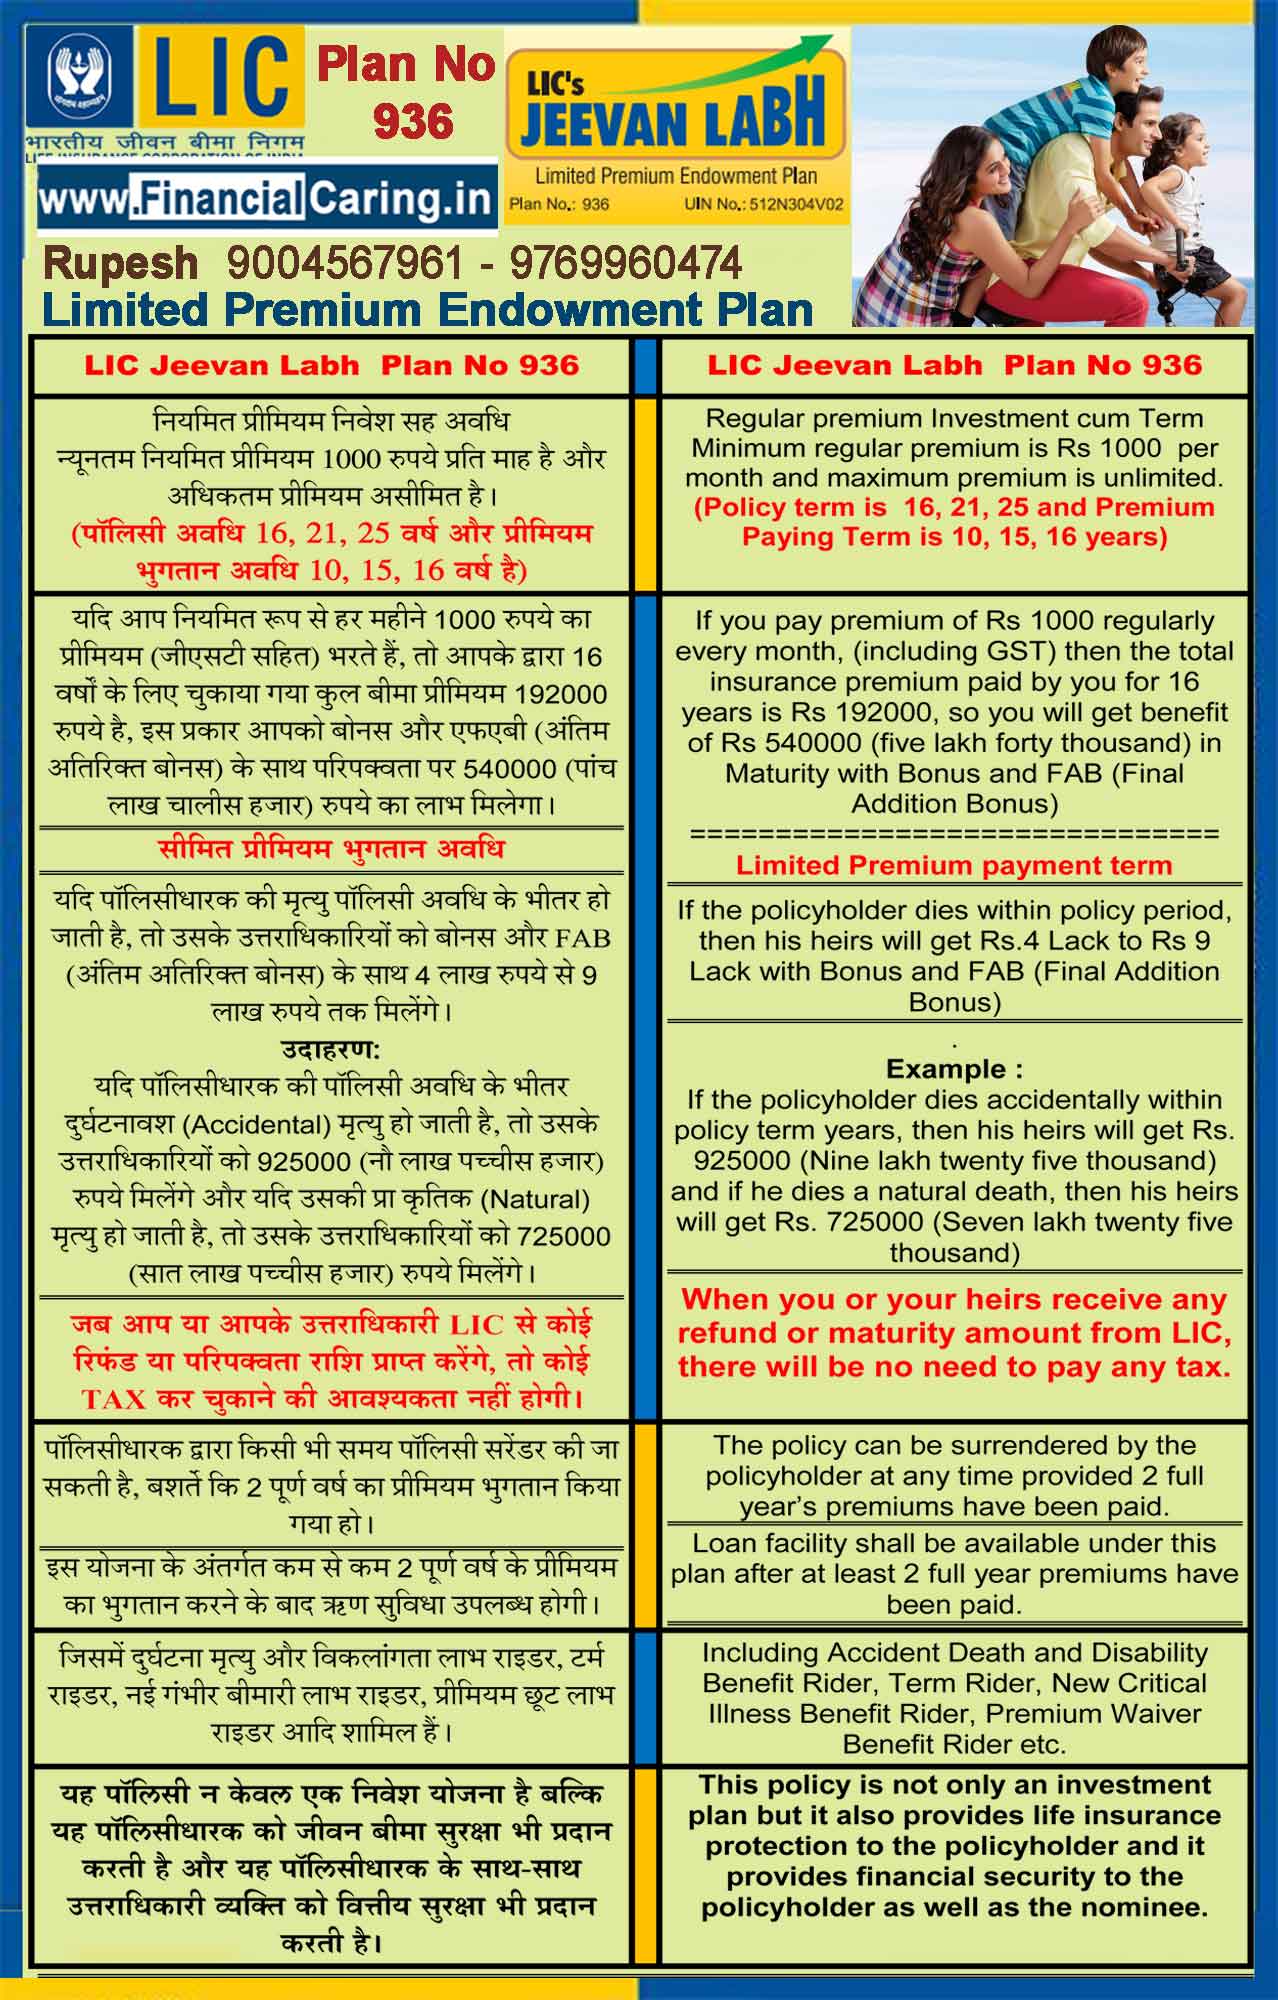 LIC
भारतीय जीवन बीमा निगम
LIFE INSURANCE CORPORATION OF INDIA
Plan No
936
LIC's
JEEVAN LABH
Limited Premium Endowment Plan
Plan No.: 936 UIN No.: 512N304V02
www.FinancialCaring.in
Rupesh 9004567961 - 9769960474
Limited Premium Endowment Plan
LIC Jeevan Labh Plan No 936
नियमित प्रीमियम निवेश सह अवधि
न्यूनतम नियमित प्रीमियम 1000 रुपये प्रति माह है और
अधिकतम प्रीमियम असीमित है।
(पॉलिसी अवधि 16, 21, 25 वर्ष और प्रीमियम
भुगतान अवधि 10, 15, 16 वर्ष है)
यदि आप नियमित रूप से हर महीने 1000 रुपये का
प्रीमियम (जीएसटी सहित) भरते हैं, तो आपके द्वारा 16
वर्षों के लिए चुकाया गया कुल बीमा प्रीमियम 192000
रुपये है, इस प्रकार आपको बोनस और एफएबी (अंतिम
अतिरिक्त बोनस) के साथ परिपक्वता पर 540000 (पांच
लाख चालीस हजार) रुपये का लाभ मिलेगा।
सीमित प्रीमियम भुगतान अवधि
यदि पॉलिसीधारक की मृत्यु पॉलिसी अवधि के भीतर हो
जाती है, तो उसके उत्तराधिकारियों को बोनस और FAB
(अंतिम अतिरिक्त बोनस) के साथ 4 लाख रुपये से 9
लाख रुपये तक मिलेंगे।
उदाहरण:
यदि पॉलिसीधारक की पॉलिसी अवधि के भीतर
दुर्घटनावश (Accidental) मृत्यु हो जाती है, तो उसके
उत्तराधिकारियों को 925000 (नौ लाख पच्चीस हजार)
रुपये मिलेंगे और यदि उसकी प्रा कृतिक (Natural)
मृत्यु हो जाती है, तो उसके उत्तराधिकारियों को 725000
(सात लाख पच्चीस हजार) रुपये मिलेंगे।
जब आप या आपके उत्तराधिकारी LIC से कोई
रिफंड या परिपक्वता राशि प्राप्त करेंगे, तो कोई
TAX कर चुकाने की आवश्यकता नहीं होगी।
पॉलिसीधारक द्वारा किसी भी समय पॉलिसी सरेंडर की जा
सकती है, बशर्ते कि 2 पूर्ण वर्ष का प्रीमियम भुगतान किया
गया हो।
इस योजना के अंतर्गत कम से कम 2 पूर्ण वर्ष के प्रीमियम
का भुगतान करने के बाद ऋण सुविधा उपलब्ध होगी।
जिसमें दुर्घटना मृत्यु और विकलांगता लाभ राइडर, टर्म
राइडर, नई गंभीर बीमारी लाभ राइडर, प्रीमियम छूट लाभ
राइडर आदि शामिल हैं।
यह पॉलिसी न केवल एक निवेश योजना है बल्कि
यह पॉलिसीधारक को जीवन बीमा सुरक्षा भी प्रदान
करती है और यह पॉलिसीधारक के साथ-साथ
उत्तराधिकारी व्यक्ति को वित्तीय सुरक्षा भी प्रदान
करती है।
LIC Jeevan Labh Plan No 936
Regular premium Investment cum Term
Minimum regular premium is Rs 1000 per
month and maximum premium is unlimited.
(Policy term is 16, 21, 25 and Premium
Paying Term is 10, 15, 16 years)
If you pay premium of Rs 1000 regularly
every month, (including GST) then the total
insurance premium paid by you for 16
years is Rs 192000, so you will get benefit
of Rs 540000 (five lakh forty thousand) in
Maturity with Bonus and FAB (Final
Addition Bonus)
===============================
Limited Premium payment term
If the policyholder dies within policy period,
then his heirs will get Rs.4 Lack to Rs 9
Lack with Bonus and FAB (Final Addition
Bonus)
.
Example :
If the policyholder dies accidentally within
policy term years, then his heirs will get Rs.
925000 (Nine lakh twenty five thousand)
and if he dies a natural death, then his heirs
will get Rs. 725000 (Seven lakh twenty five
thousand)
When you or your heirs receive any
refund or maturity amount from LIC,
there will be no need to pay any tax.
The policy can be surrendered by the
policyholder at any time provided 2 full
year’s premiums have been paid.
Loan facility shall be available under this
plan after at least 2 full year premiums have
been paid.
Including Accident Death and Disability
Benefit Rider, Term Rider, New Critical
Illness Benefit Rider, Premium Waiver
Benefit Rider etc.
This policy is not only an investment
plan but it also provides life insurance
protection to the policyholder and it
provides financial security to the
policyholder as well as the nominee.